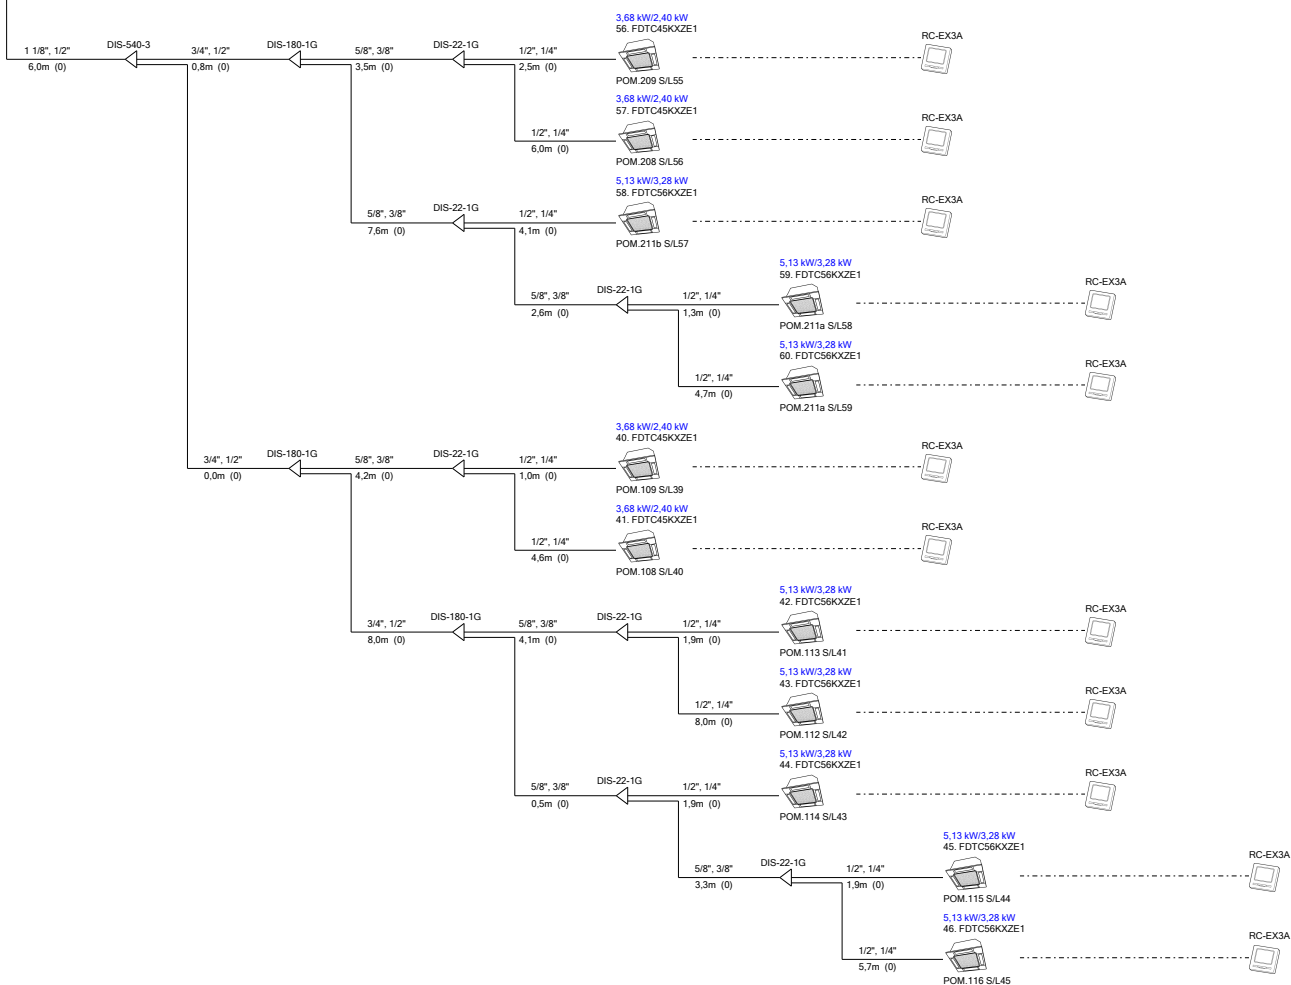 3,68 kW/2,40 kW
56. FDTC45KXZE1
1 1/8", 1/2"
6,0m (0)
DIS-540-3
3/4", 1/2"
0,8m (0)
DIS-180-1G
5/8", 3/8"
3,5m (0)
DIS-22-1G
1/2", 1/4"
2,5m (0)
POM.209 S/L55
RC-EX3A
3,68 kW/2,40 kW
57. FDTC45KXZE1
1/2", 1/4"
6,0m (0)
POM.208 S/L56
RC-EX3A
5,13 kW/3,28 kW
58. FDTC56KXZE1
5/8", 3/8"
7,6m (0)
DIS-22-1G
1/2", 1/4"
4,1m (0)
POM.211b S/L57
RC-EX3A
5,13 kW/3,28 kW
59. FDTC56KXZE1
5/8", 3/8"
2,6m (0)
DIS-22-1G
1/2", 1/4"
1,3m (0)
POM.211a S/L58
RC-EX3A
5,13 kW/3,28 kW
60. FDTC56KXZE1
1/2", 1/4"
4,7m (0)
POM.211a S/L59
RC-EX3A
3,68 kW/2,40 kW
40. FDTC45KXZE1
3/4", 1/2"
0,0m (0)
DIS-180-1G
5/8", 3/8"
4,2m (0)
DIS-22-1G
1/2", 1/4"
1,0m (0)
POM.109 S/L39
RC-EX3A
3,68 kW/2,40 kW
41. FDTC45KXZE1
1/2", 1/4"
4,6m (0)
POM.108 S/L40
RC-EX3A
5,13 kW/3,28 kW
42. FDTC56KXZE1
3/4", 1/2"
8,0m (0)
DIS-180-1G
5/8", 3/8"
4,1m (0)
DIS-22-1G
1/2", 1/4"
1,9m (0)
POM.113 S/L41
RC-EX3A
5,13 kW/3,28 kW
43. FDTC56KXZE1
1/2", 1/4"
8,0m (0)
POM.112 S/L42
RC-EX3A
5,13 kW/3,28 kW
44. FDTC56KXZE1
5/8", 3/8"
0,5m (0)
DIS-22-1G
1/2", 1/4"
1,9m (0)
POM.114 S/L43
RC-EX3A
5,13 kW/3,28 kW
45. FDTC56KXZE1
5/8", 3/8"
3,3m (0)
DIS-22-1G
1/2", 1/4"
1,9m (0)
POM.115 S/L44
RC-EX3A
5,13 kW/3,28 kW
46. FDTC56KXZE1
1/2", 1/4"
5,7m (0)
POM.116 S/L45
RC-EX3A